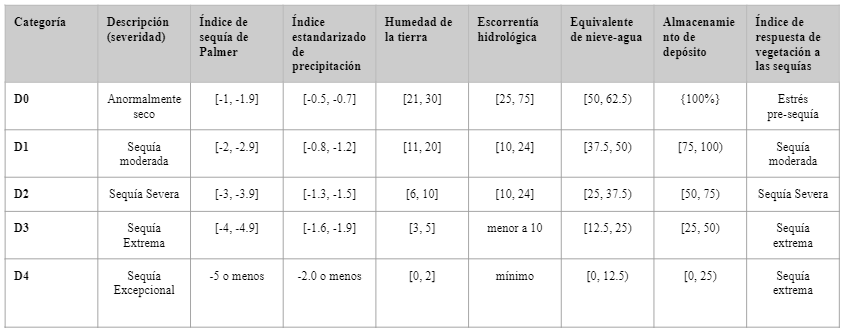 Categoría Descripción (severidad) Índice de sequía de Palmer Índice estandarizado de precipitación Humedad de la tierra Escorrentía hidrológica Equivalente de nieve-agua Almacenamie nto de depósito Índice de respuesta de vegetación a las sequías
D0 Anormalmente seco [-1, -1.9] [-0.5, -0.7] [21, 30] [25, 75] [50, 62.5) {100%} Estrés pre-sequía
D1 Sequía moderada [-2, -2.9] [-0.8, -1.2] [11, 20] [10, 24] [37.5, 50) [75, 100) Sequía moderada
D2 Sequía Severa [-3, -3.9] [-1.3, -1.5] [6, 10] [10, 24] [25, 37.5) [50, 75) Sequía Severa
D3 Sequía Extrema [-4, -4.9] [-1.6, -1.9] [3, 5] menor a 10 [12.5, 25) [25, 50) Sequía extrema
D4 Sequía Excepcional -5 o menos -2.0 o menos [0, 2] mínimo [0, 12.5) [0, 25) Sequía extrema